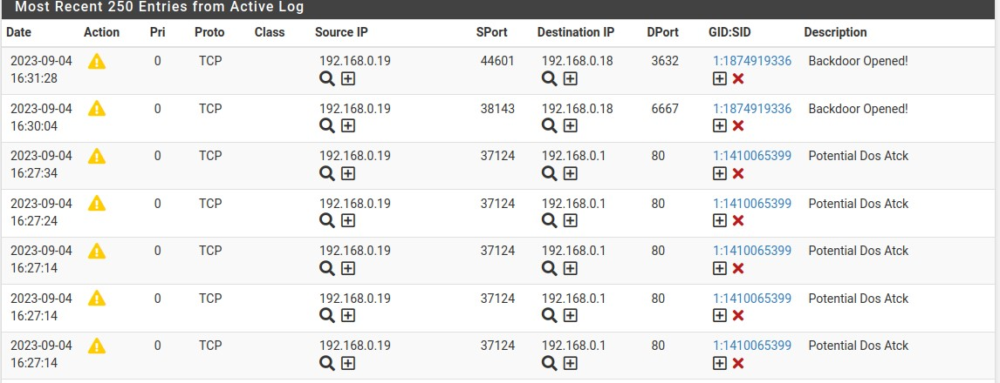 Most Recent 250 Entries from Active Log
Date Action Pri Proto Class Source IP SPort Destination IP DPort GID:SID Description
2023-09-04 0 TCP 192.168.0.19 44601 192.168.0.18 3632 1:1874919336 Backdoor Opened!
16:31:28
2023-09-04 0 TCP 192.168.0.19 38143 192.168.0.18 6667 1:1874919336 Backdoor Opened!
16:30:04
2023-09-04 0 TCP 192.168.0.19 37124 192.168.0.1 80 1:1410065399 Potential Dos Atck
16:27:34
2023-09-04 0 TCP 192.168.0.19 37124 192.168.0.1 80 1:1410065399 Potential Dos Atck
16:27:24
2023-09-04 0 TCP 192.168.0.19 37124 192.168.0.1 80 1:1410065399 Potential Dos Atck
16:27:14
2023-09-04 0 TCP 192.168.0.19 37124 192.168.0.1 80 1:1410065399 Potential Dos Atck
16:27:14
2023-09-04 0 TCP 192.168.0.19 37124 192.168.0.1 80 1:1410065399 Potential Dos Atck
16:27:14